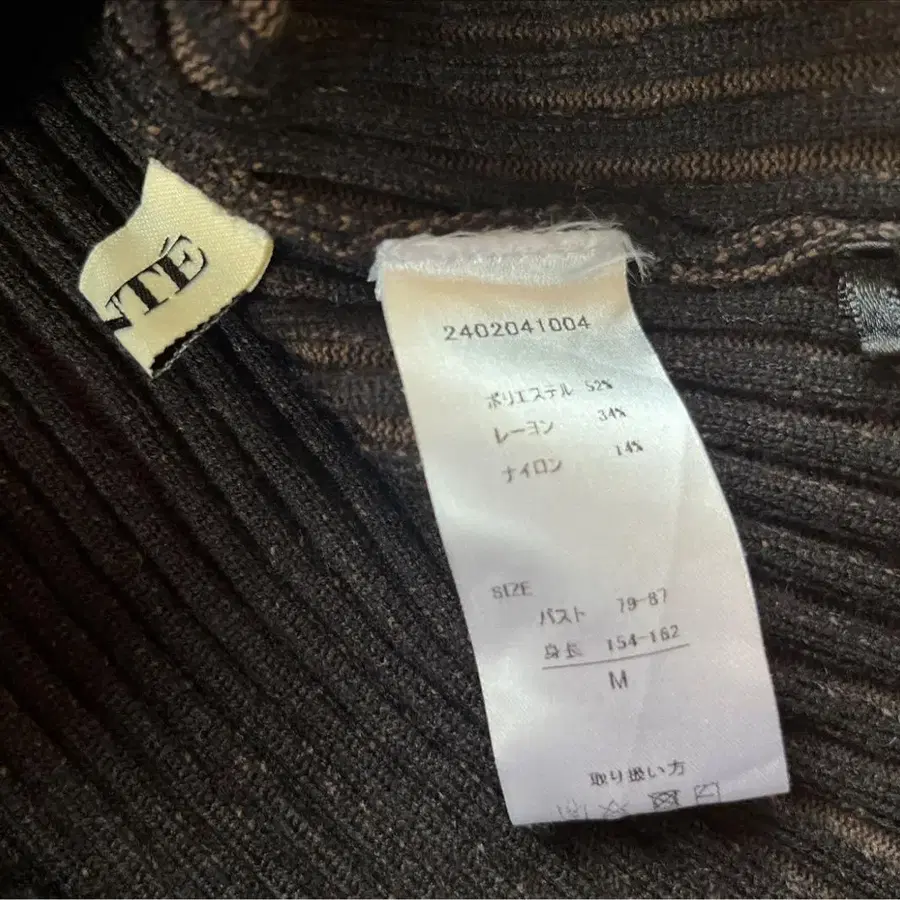 NTÉ
2402041004
ポリエステル 52%
レーヨン 34%
ナイロン 14%
SIZE
バスト 79-87
身長 154-162
M
取り扱い方